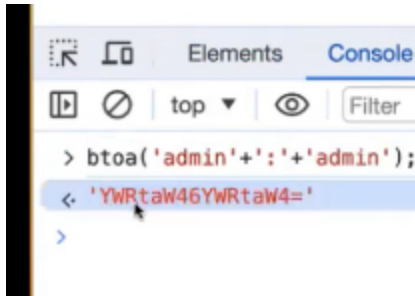 Elements Console
top ▼ Filter
> btoa('admin'+':'+'admin');
<· 'YWRtaW46YWRtaW4='
>